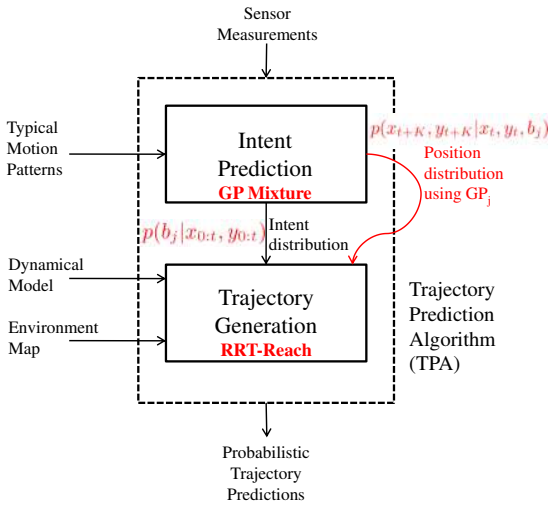 Sensor
Measurements
Typical
Motion
Patterns
Intent
Prediction
GP Mixture
p(x_{t+K}, y_{t+K}|x_t, y_t, b_j)
Position
distribution
using GP_j
p(b_j|x_{0:t}, y_{0:t})
Intent
distribution
Dynamical
Model
Environment
Map
Trajectory
Generation
RRT-Reach
Trajectory
Prediction
Algorithm
(TPA)
Probabilistic
Trajectory
Predictions